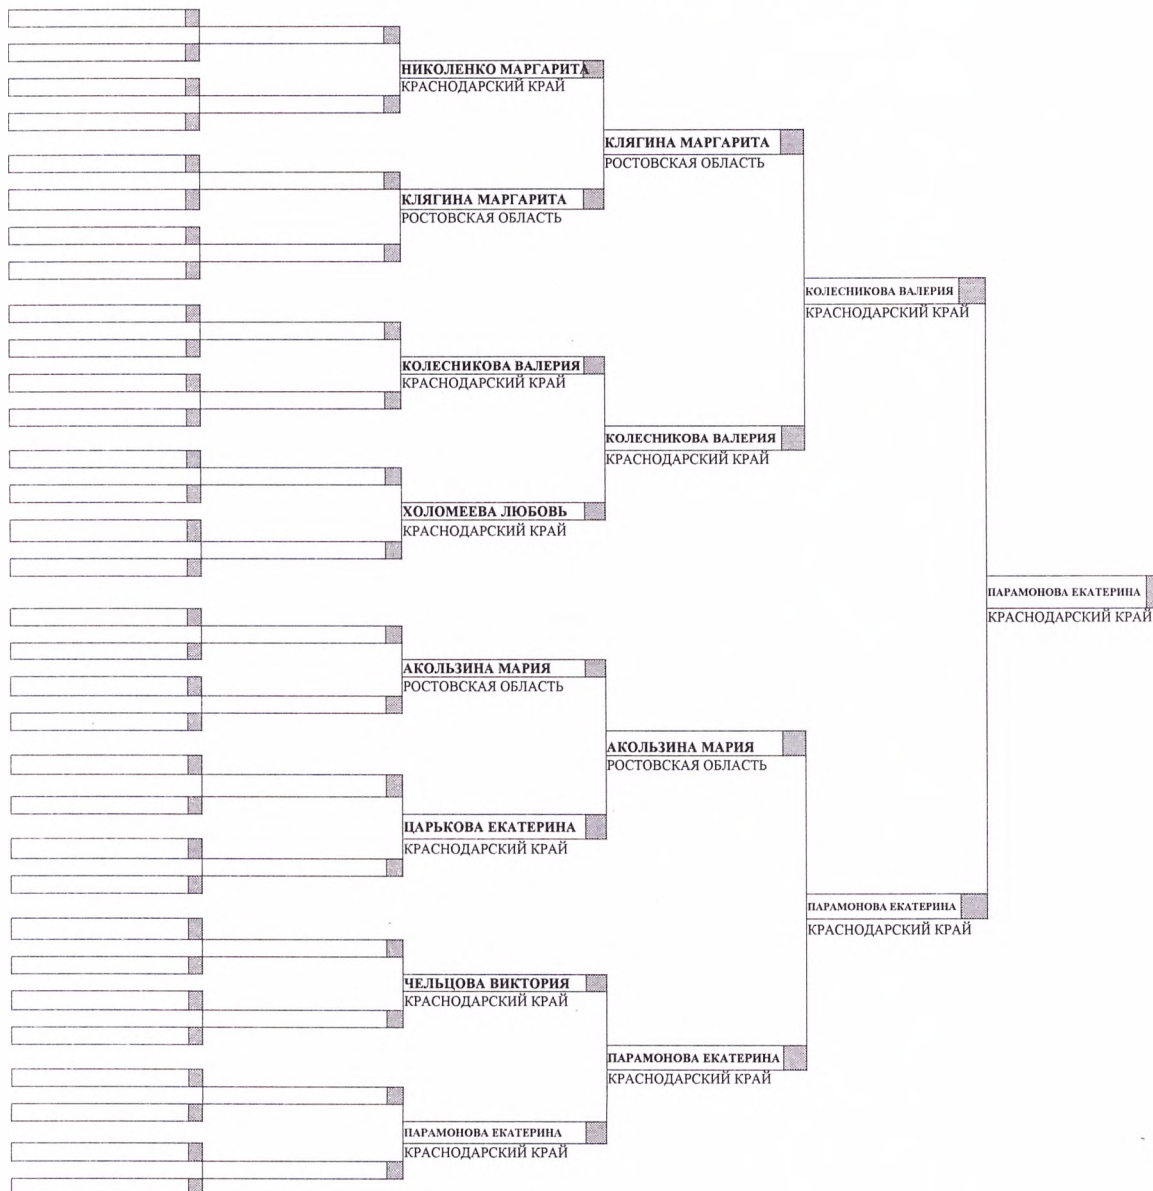 НИКОЛЕНКО МАРГАРИТА
КРАСНОДАРСКИЙ КРАЙ
КЛЯГИНА МАРГАРИТА
РОСТОВСКАЯ ОБЛАСТЬ
КЛЯГИНА МАРГАРИТА
РОСТОВСКАЯ ОБЛАСТЬ
КОЛЕСНИКОВА ВАЛЕРИЯ
КРАСНОДАРСКИЙ КРАЙ
КОЛЕСНИКОВА ВАЛЕРИЯ
КРАСНОДАРСКИЙ КРАЙ
КОЛЕСНИКОВА ВАЛЕРИЯ
КРАСНОДАРСКИЙ КРАЙ
ХОЛОМЕЕВА ЛЮБОВЬ
КРАСНОДАРСКИЙ КРАЙ
ПАРАМОНОВА ЕКАТЕРИНА
КРАСНОДАРСКИЙ КРАЙ
АКОЛЬЗИНА МАРИЯ
РОСТОВСКАЯ ОБЛАСТЬ
АКОЛЬЗИНА МАРИЯ
РОСТОВСКАЯ ОБЛАСТЬ
ЦАРЬКОВА ЕКАТЕРИНА
КРАСНОДАРСКИЙ КРАЙ
ПАРАМОНОВА ЕКАТЕРИНА
КРАСНОДАРСКИЙ КРАЙ
ЧЕЛЬЦОВА ВИКТОРИЯ
КРАСНОДАРСКИЙ КРАЙ
ПАРАМОНОВА ЕКАТЕРИНА
КРАСНОДАРСКИЙ КРАЙ
ПАРАМОНОВА ЕКАТЕРИНА
КРАСНОДАРСКИЙ КРАЙ